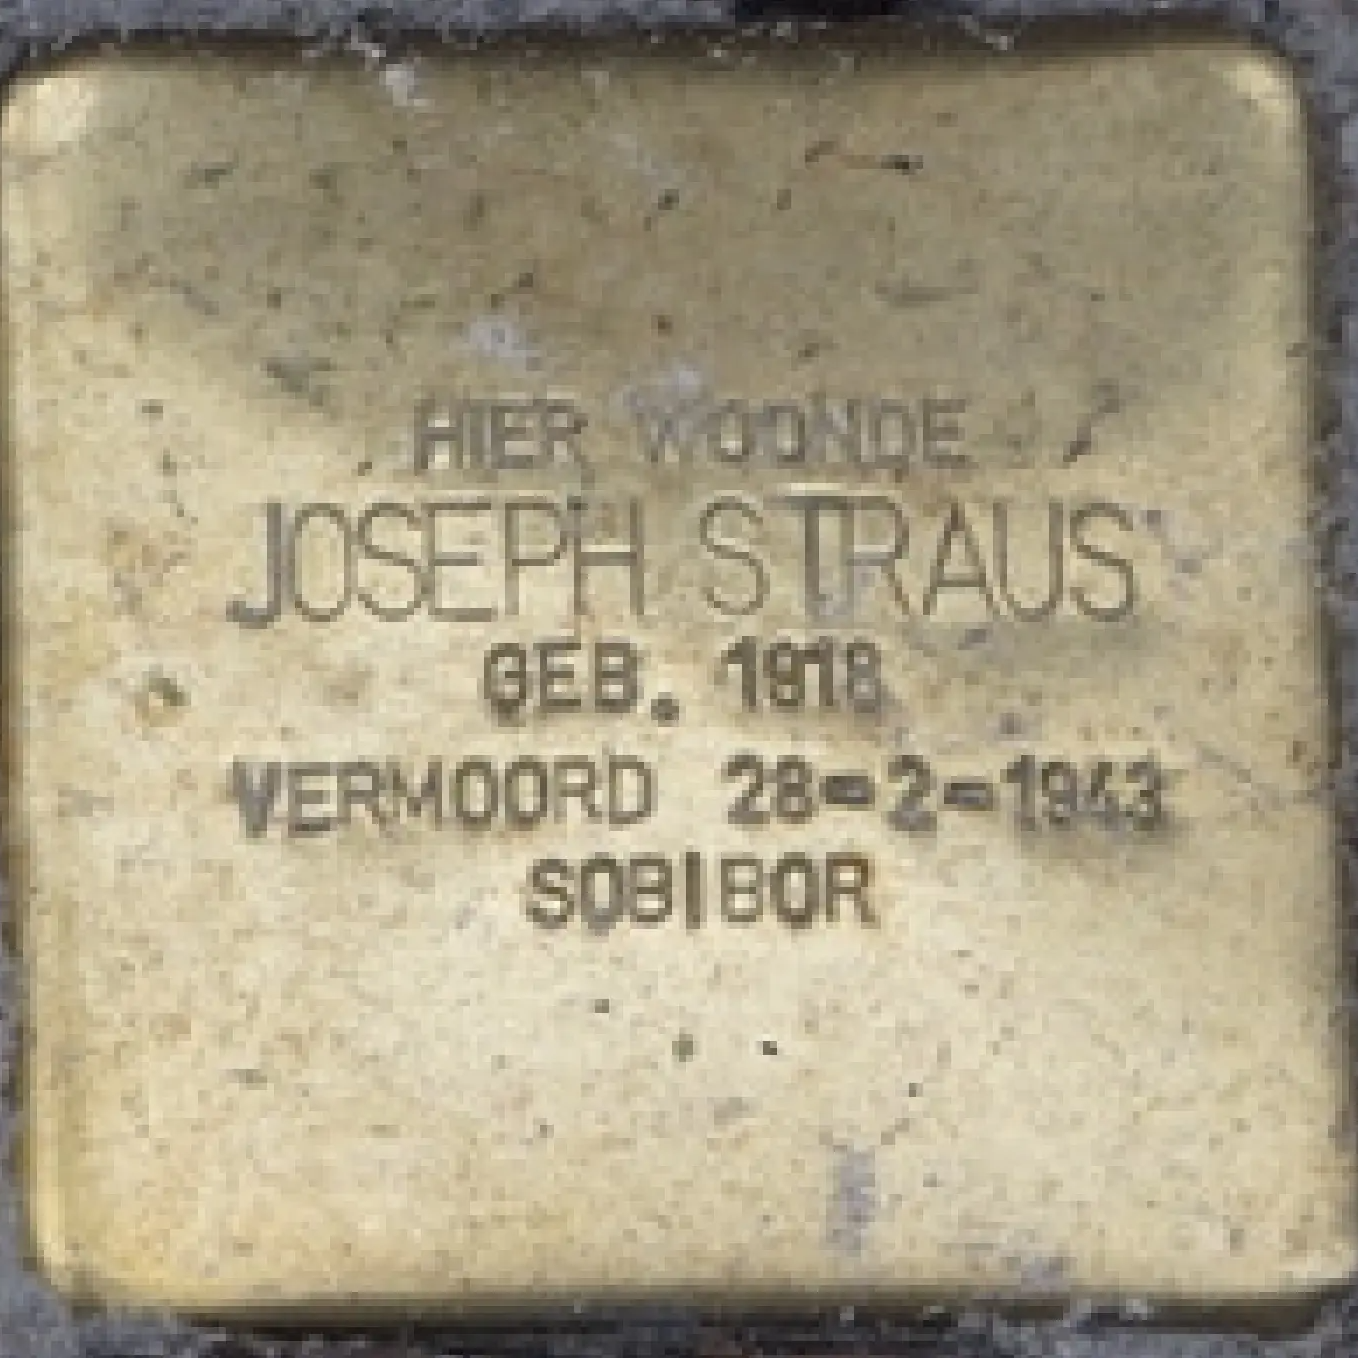 HIER WOONDE
JOSEPH STRAUS
GEB. 1918
VERMOORD 28-2-1943
SOBIBOR